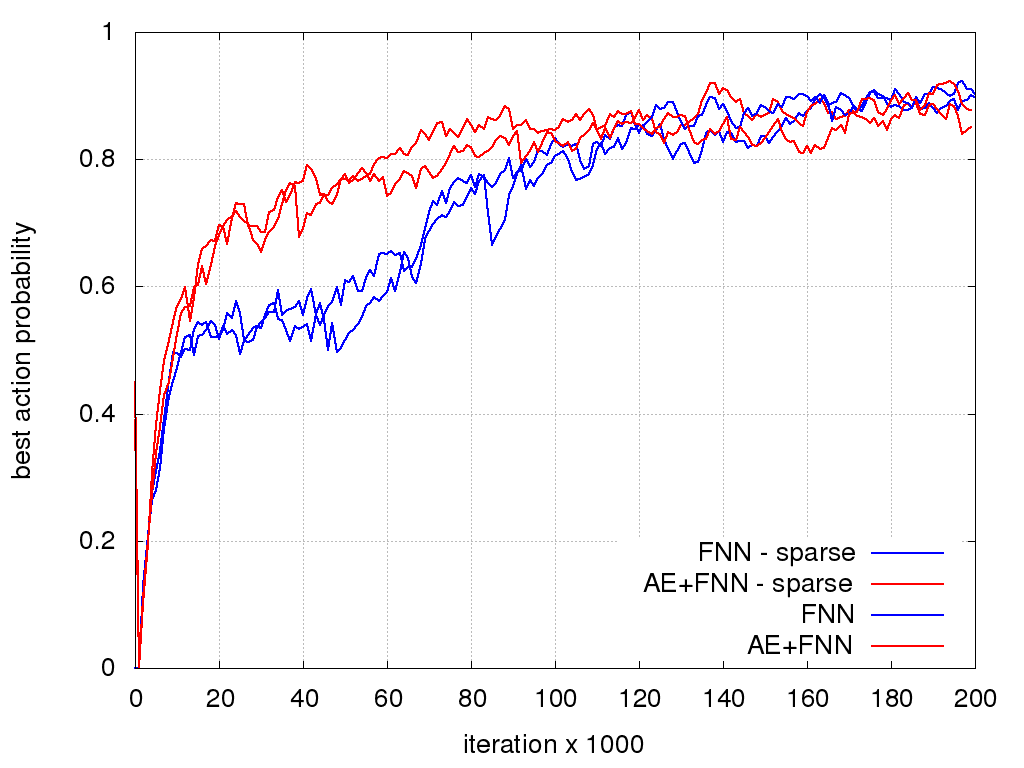 1
0.8
0.6
0.4
0.2
0
best action probability
FNN - sparse
AE+FNN - sparse
FNN
AE+FNN
0 20 40 60 80 100 120 140 160 180 200
iteration x 1000